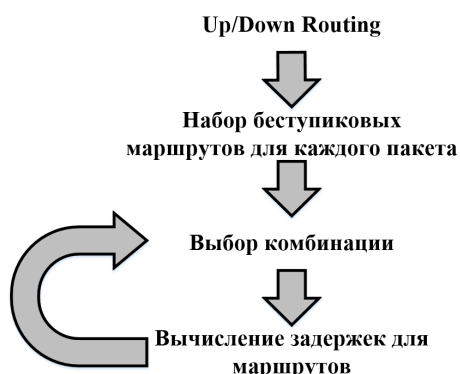 Up/Down Routing
Набор беступиковых
маршрутов для каждого пакета
Выбор комбинации
Вычисление задержек для
маршрутов